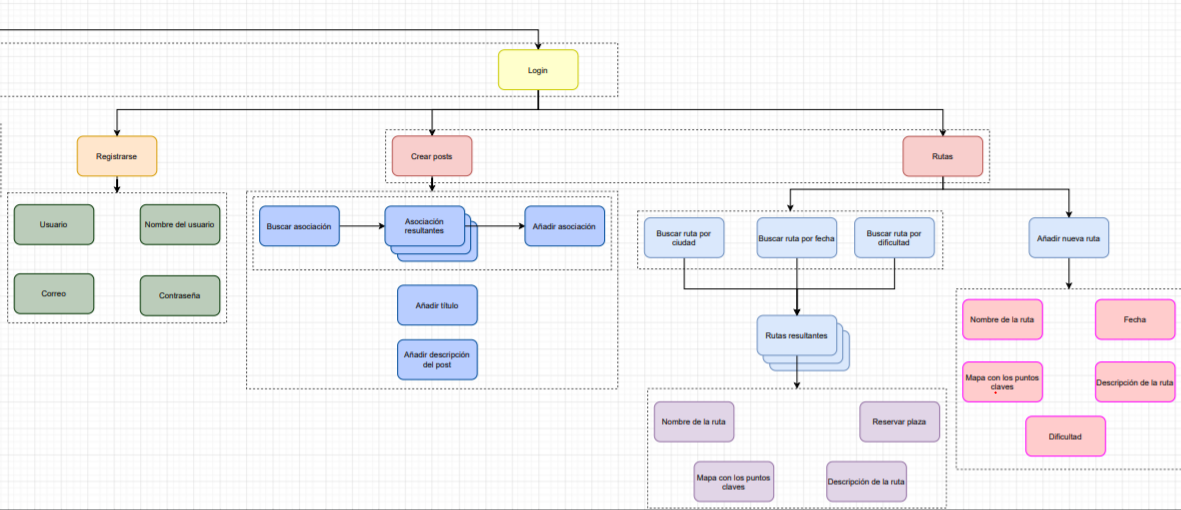 Login
Registrarse
Crear posts
Rutas
Usuario
Nombre del usuario
Correo
Contraseña
Buscar asociación
Asociación
resultantes
Añadir asociación
Añadir título
Añadir descripción
del post
Buscar ruta por
ciudad
Buscar ruta por fecha
Buscar ruta por
dificultad
Añadir nueva ruta
Rutas resultantes
Nombre de la ruta
Reservar plaza
Mapa con los puntos
claves
Descripción de la ruta
Nombre de la ruta
Fecha
Mapa con los puntos
claves
Descripción de la ruta
Dificultad